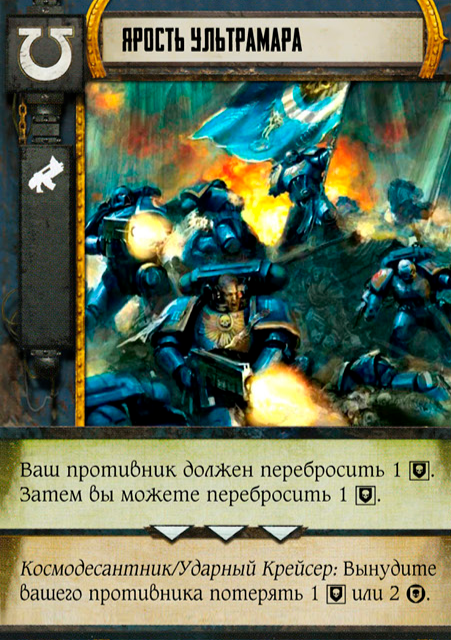 ЯРОСТЬ УЛЬТРАМАРА
Ваш противник должен перебросить 1 .
Затем вы можете перебросить 1 .
Космодесантник/Ударный Крейсер: Вынудите
вашего противника потерять 1 или 2 .